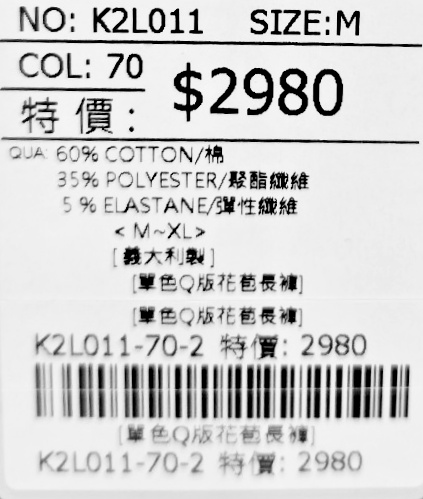 NO: K2L011 SIZE:M
COL: 70
$2980
特價:
QUA: 60% COTTON/棉
35% POLYESTER/聚酯纖維
5% ELASTANE/彈性纖維
< M~XL>
[義大利製]
[單色Q版花苞長褲]
[單色Q版花苞長褲]
K2L011-70-2 特價: 2980
[單色Q版花苞長褲]
K2L011-70-2 特價: 2980